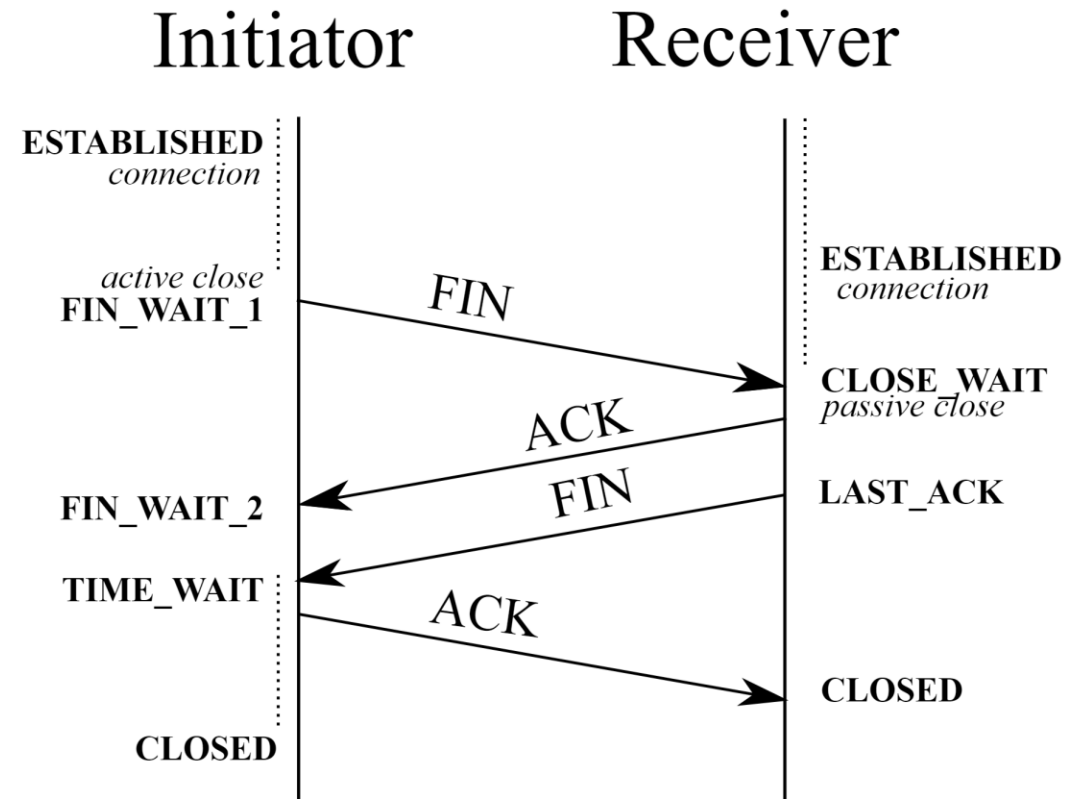 Initiator
Receiver
ESTABLISHED
connection
active close
FIN_WAIT_1
FIN
ESTABLISHED
connection
CLOSE_WAIT
passive close
ACK
FIN_WAIT_2
FIN
LAST_ACK
TIME_WAIT
ACK
CLOSED
CLOSED